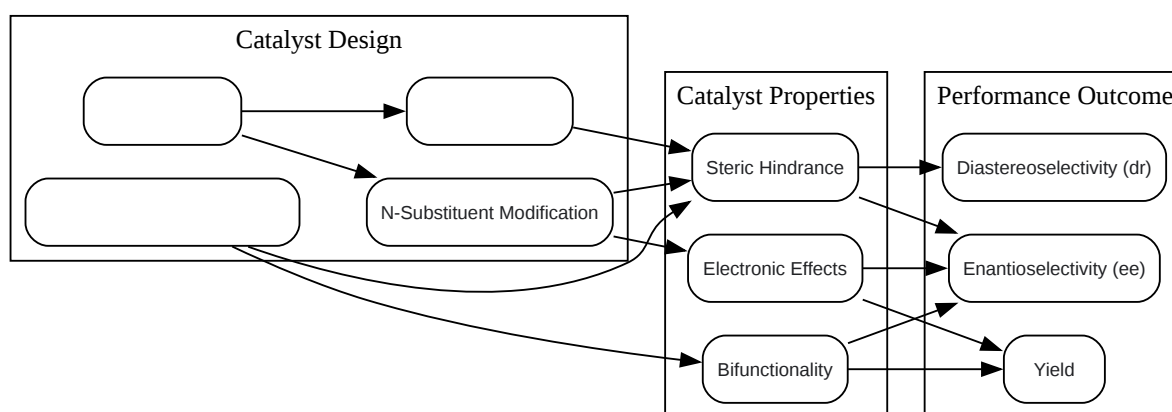 Catalyst Design
N-Substituent Modification
Catalyst Properties
Steric Hindrance
Electronic Effects
Bifunctionality
Performance Outcome
Diastereoselectivity (dr)
Enantioselectivity (ee)
Yield